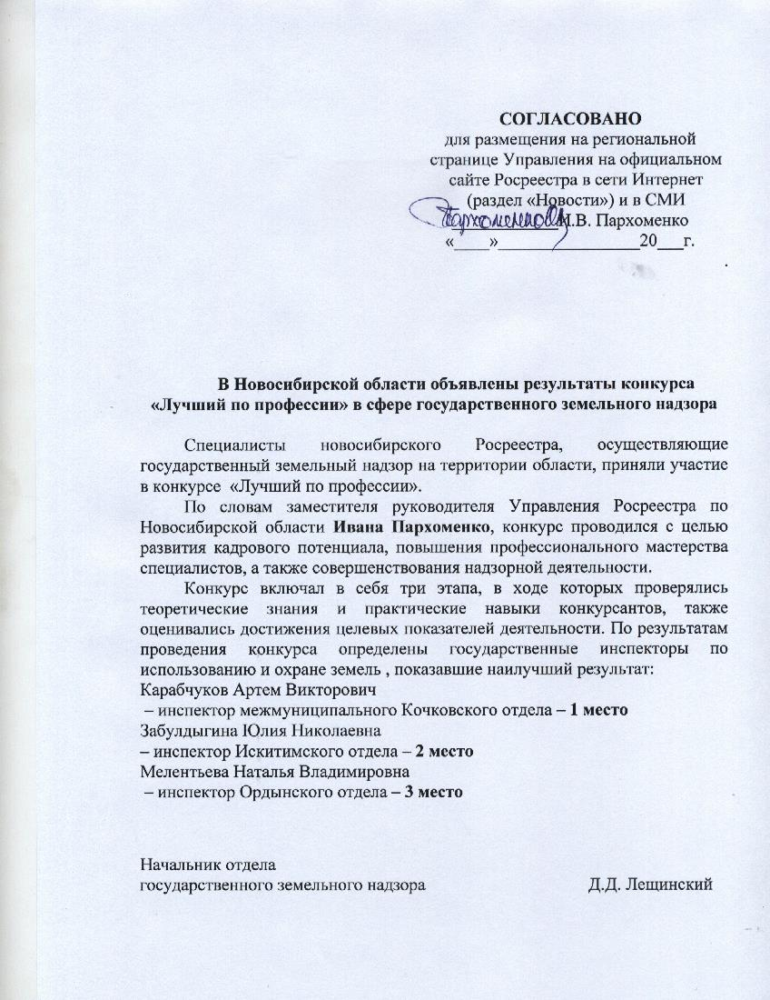 СОГЛАСОВАНО
для размещения на региональной
странице Управления на официальном
сайте Росреестра в сети Интернет
(раздел «Новости») и в СМИ
Пархоменко И.В. Пархоменко
«____»________________20___г.
В Новосибирской области объявлены результаты конкурса
«Лучший по профессии» в сфере государственного земельного надзора
Специалисты новосибирского Росреестра, осуществляющие
государственный земельный надзор на территории области, приняли участие
в конкурсе «Лучший по профессии».
По словам заместителя руководителя Управления Росреестра по
Новосибирской области Ивана Пархоменко, конкурс проводился с целью
развития кадрового потенциала, повышения профессионального мастерства
специалистов, а также совершенствования надзорной деятельности.
Конкурс включал в себя три этапа, в ходе которых проверялись
теоретические знания и практические навыки конкурсантов, также
оценивались достижения целевых показателей деятельности. По результатам
проведения конкурса определены государственные инспекторы по
использованию и охране земель , показавшие наилучший результат:
Карабчуков Артем Викторович
– инспектор межмуниципального Кочковского отдела – 1 место
Забулдыгина Юлия Николаевна
– инспектор Искитимского отдела – 2 место
Мелентьева Наталья Владимировна
– инспектор Ордынского отдела – 3 место
Начальник отдела
государственного земельного надзора Д.Д. Лещинский